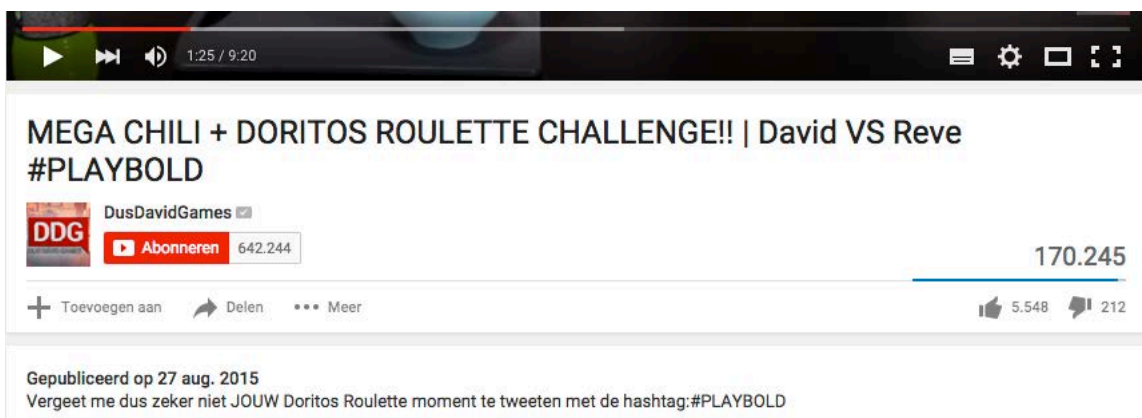 1:25 / 9:20
MEGA CHILI + DORITOS ROULETTE CHALLENGE!! | David VS Reve
#PLAYBOLD
DusDavidGames
DDG
Abonneren 642.244
170.245
Toevoegen aan Delen Meer 5.548 212
Gepubliceerd op 27 aug. 2015
Vergeet me dus zeker niet JOUW Doritos Roulette moment te tweeten met de hashtag:#PLAYBOLD